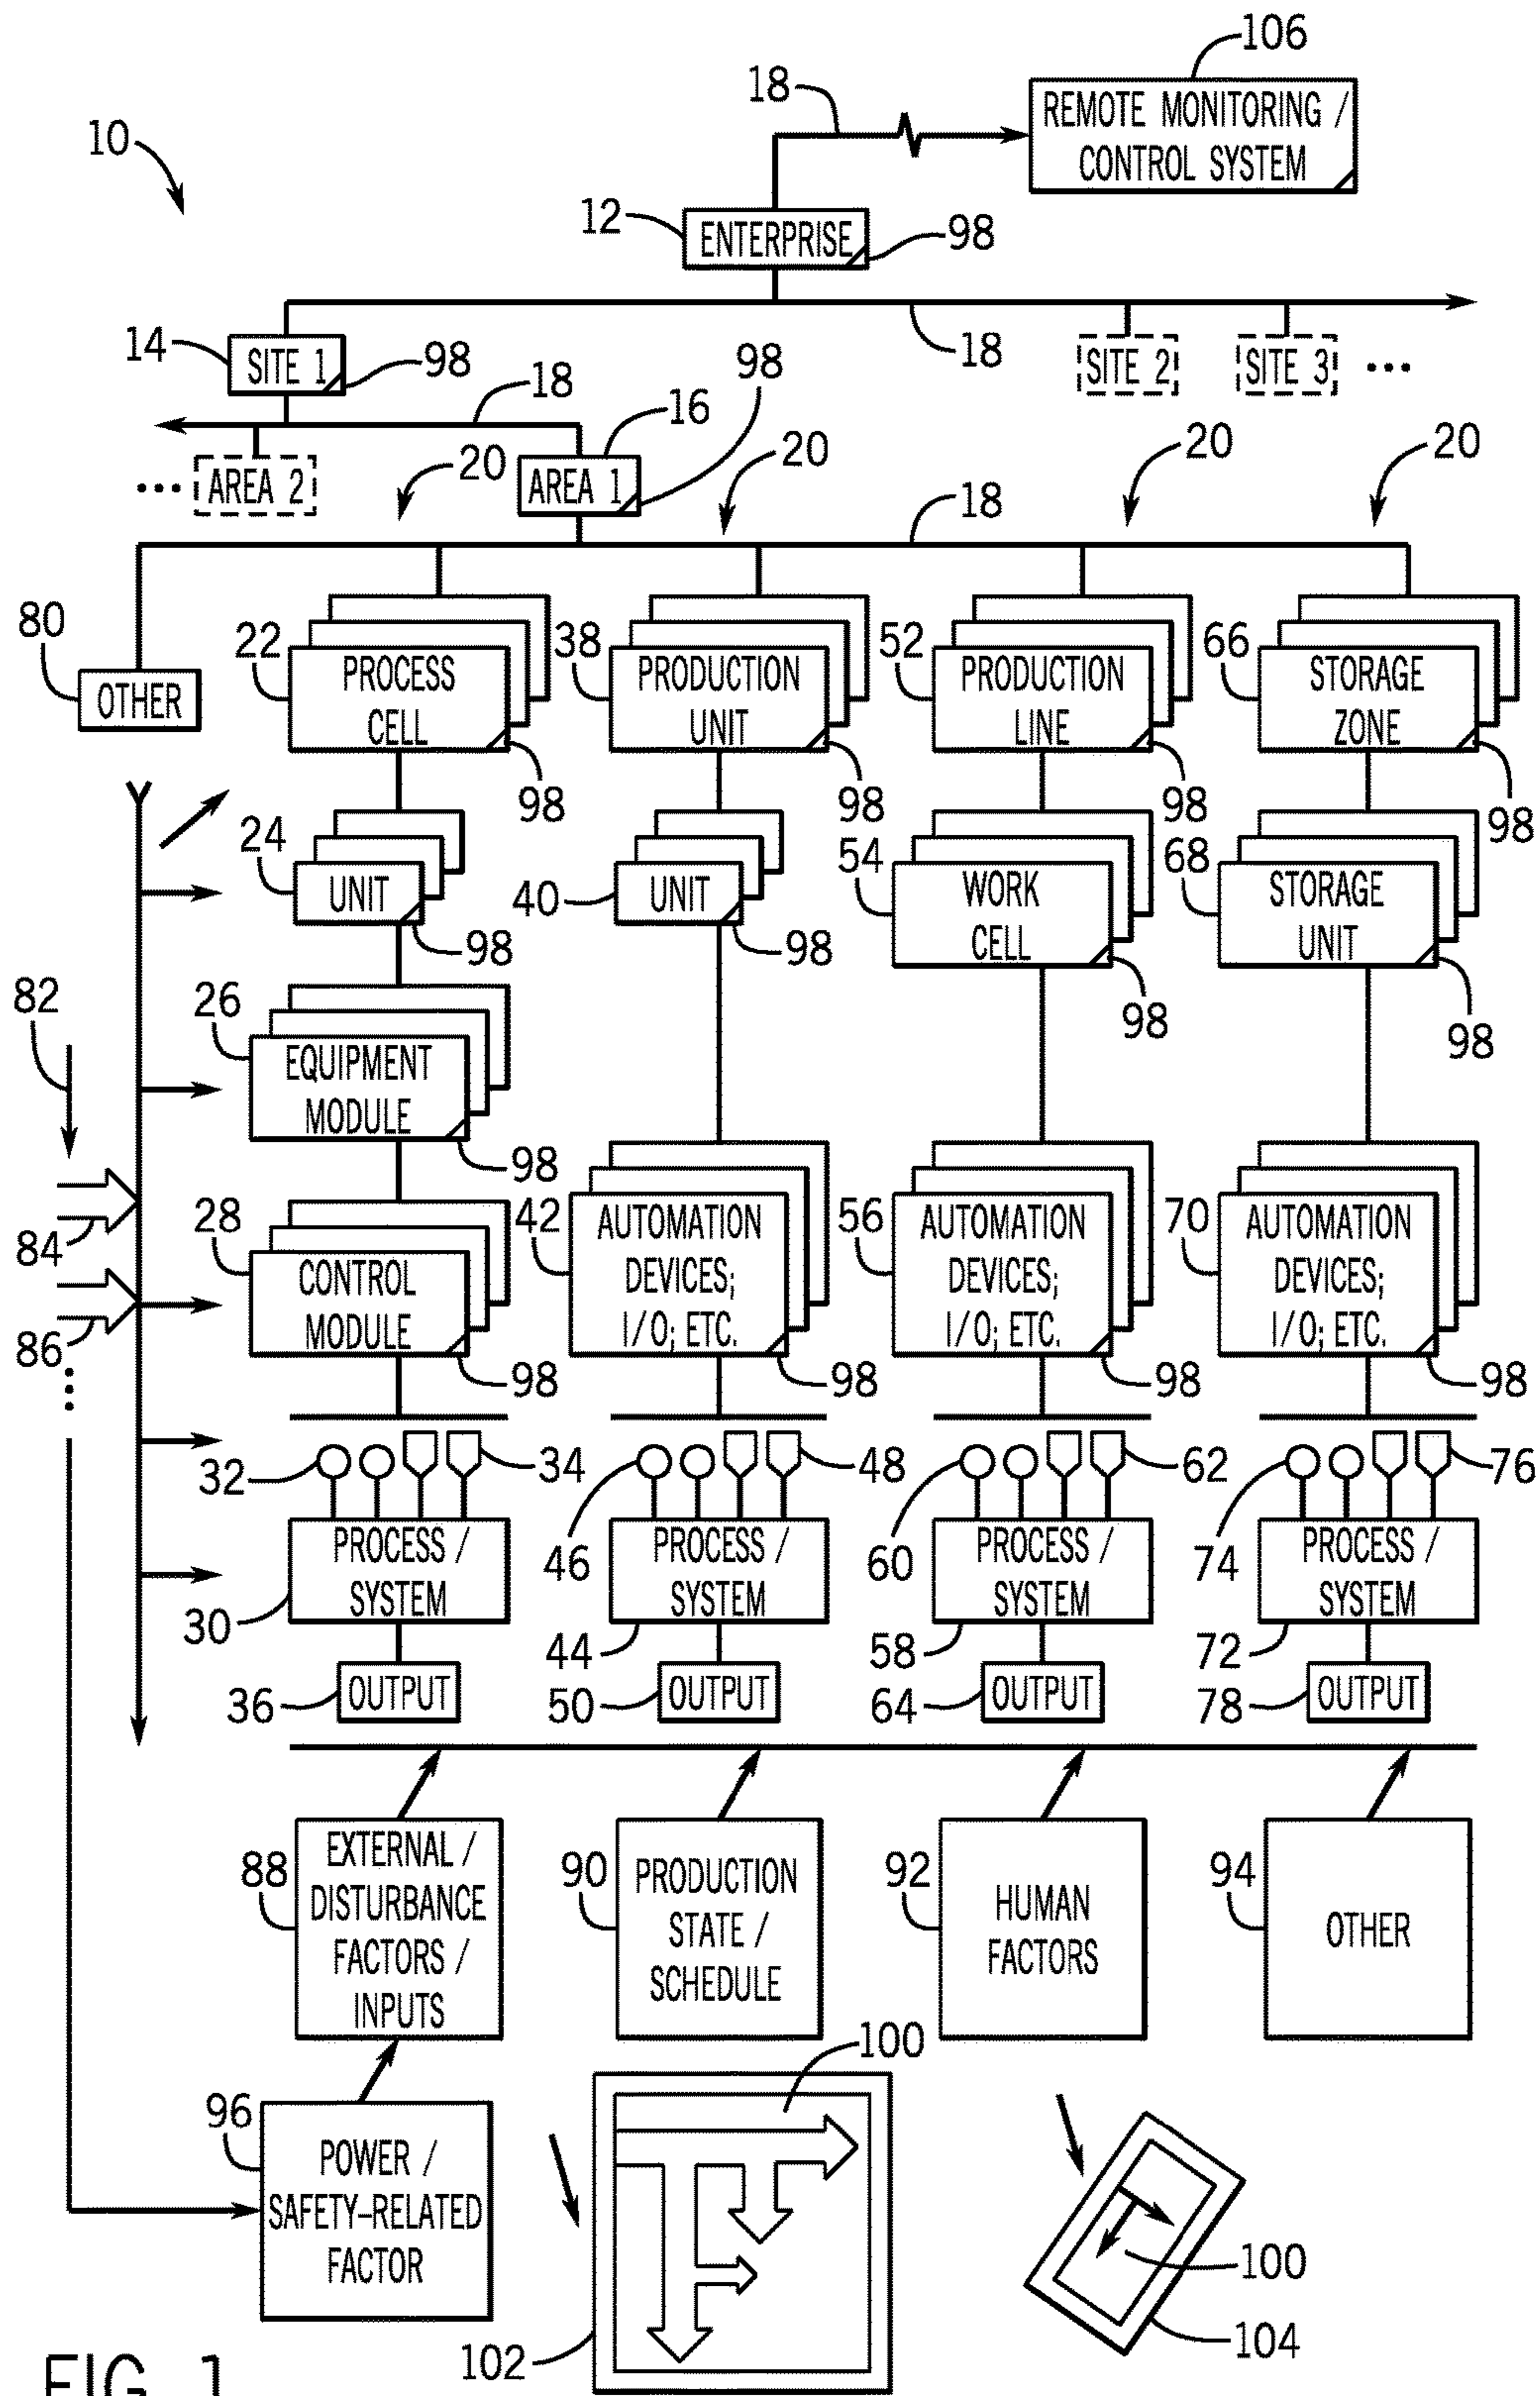 106
18
REMOTE MONITORING /
CONTROL SYSTEM
10
12
ENTERPRISE
98
14
SITE 1
98
18
98
SITE 2
SITE 3
...
18
16
... AREA 2
20
AREA 1
20
18
20
20
80
OTHER
22
PROCESS
CELL
98
38
PRODUCTION
UNIT
98
52
PRODUCTION
LINE
98
66
STORAGE
ZONE
98
24
UNIT
98
40
UNIT
98
54
WORK
CELL
98
68
STORAGE
UNIT
98
82
26
EQUIPMENT
MODULE
98
84
86
28
CONTROL
MODULE
98
42
AUTOMATION
DEVICES;
I/O; ETC.
98
56
AUTOMATION
DEVICES;
I/O; ETC.
98
70
AUTOMATION
DEVICES;
I/O; ETC.
98
32
34
46
48
60
62
74
76
30
PROCESS /
SYSTEM
44
PROCESS /
SYSTEM
58
PROCESS /
SYSTEM
72
PROCESS /
SYSTEM
36
OUTPUT
50
OUTPUT
64
OUTPUT
78
OUTPUT
88
EXTERNAL /
DISTURBANCE
FACTORS /
INPUTS
90
PRODUCTION
STATE /
SCHEDULE
92
HUMAN
FACTORS
94
OTHER
96
POWER /
SAFETY-RELATED
FACTOR
100
102
100
104
FIG. 1